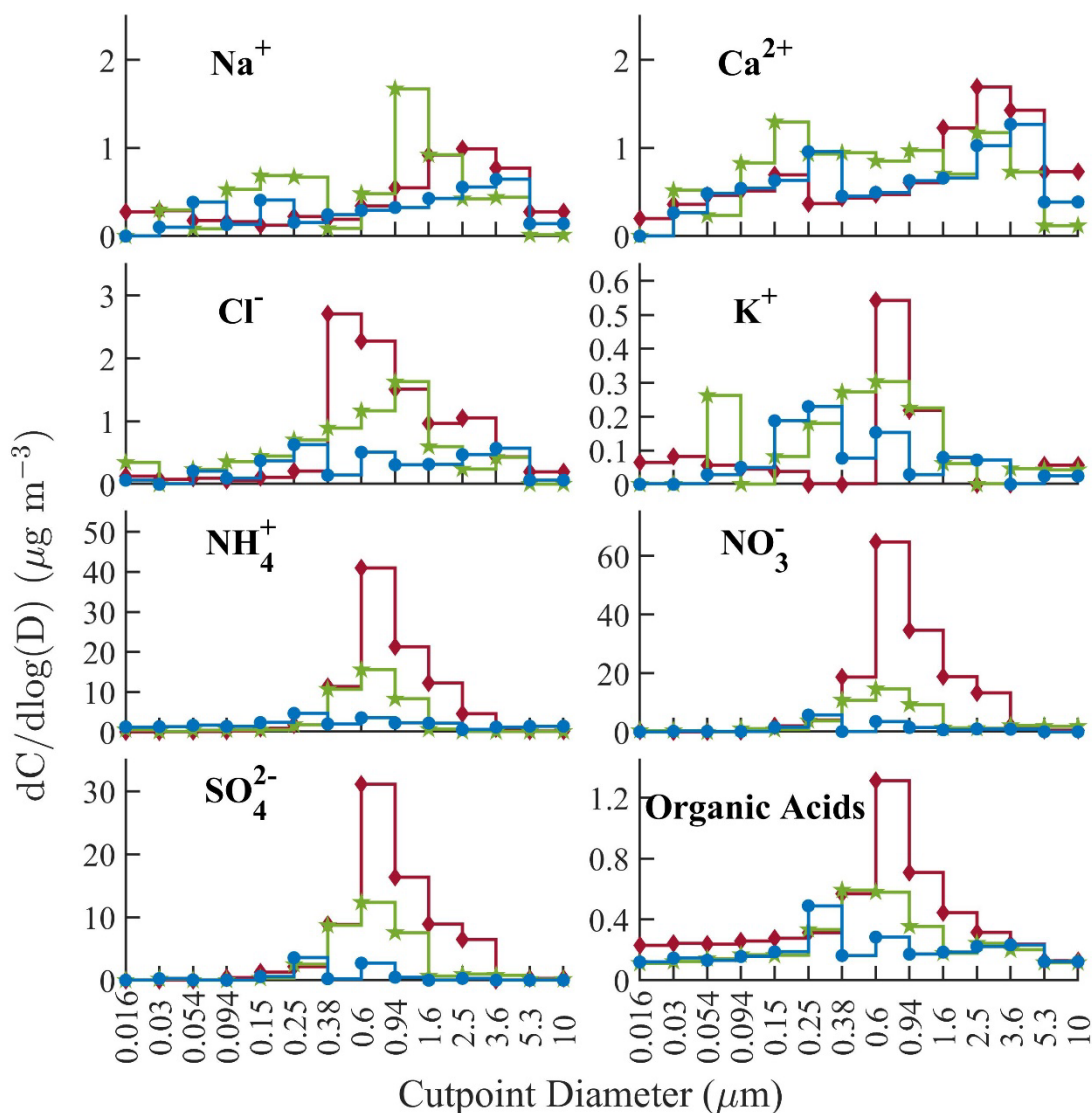 Na⁺
2
1
0
Ca²⁺
2
1
0
Cl⁻
3
2
1
0
K⁺
0.6
0.5
0.4
0.3
0.2
0.1
0
NH₄⁺
50
40
30
20
10
0
NO₃⁻
60
40
20
0
SO₄²⁻
30
20
10
0
Organic Acids
1.2
0.8
0.4
0
dC/dlog(D) (μg m⁻³)
0.016 0.03 0.054 0.094 0.15 0.25 0.38 0.6 0.94 1.6 2.5 3.6 5.3 10
0.016 0.03 0.054 0.094 0.15 0.25 0.38 0.6 0.94 1.6 2.5 3.6 5.3 10
Cutpoint Diameter (μm)